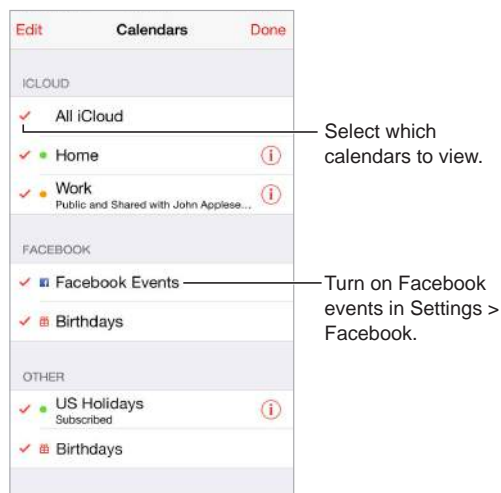 Edit Calendars Done
ICLOUD
All iCloud
Select which
calendars to view.
Home
Work
Public and Shared with John Applese...
FACEBOOK
Facebook Events
Turn on Facebook
events in Settings >
Facebook.
Birthdays
OTHER
US Holidays
Subscribed
Birthdays